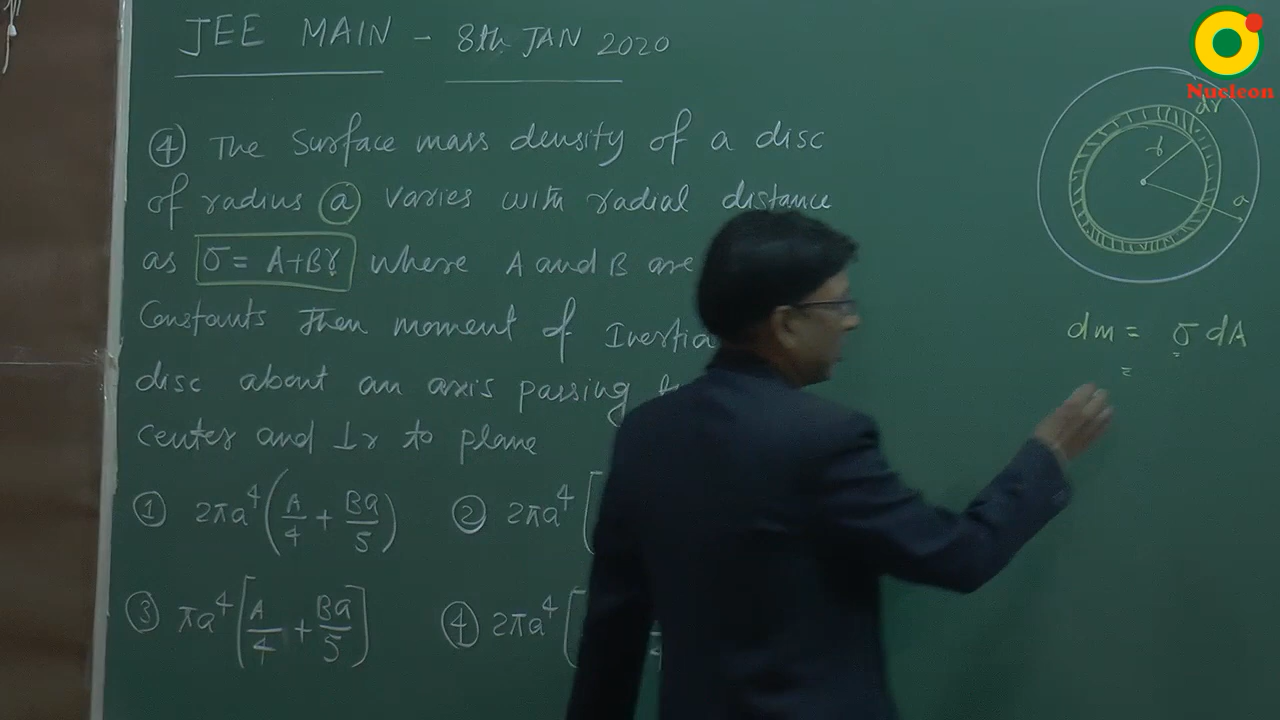 JEE MAIN - 8th JAN 2020
Nucleon
④ The Surface mass density of a disc
of radius a varies with radial distance
as σ = A+Br where A and B are
Constants Then moment of Inertia
disc about an axis passing
center and ⊥r to plane
① 2πa⁴(A/4 + Ba/5)
② 2πa⁴[
③ πa⁴[A/4 + Ba/5]
④ 2πa⁴[
dr
r
a
dm = σ dA
=